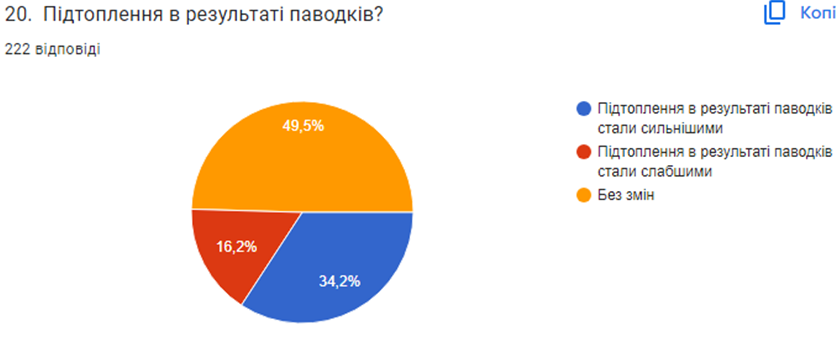 20. Підтоплення в результаті паводків?
Копі
222 відповіді
49,5%
16,2%
34,2%
Підтоплення в результаті паводків
стали сильнішими
Підтоплення в результаті паводків
стали слабшими
Без змін